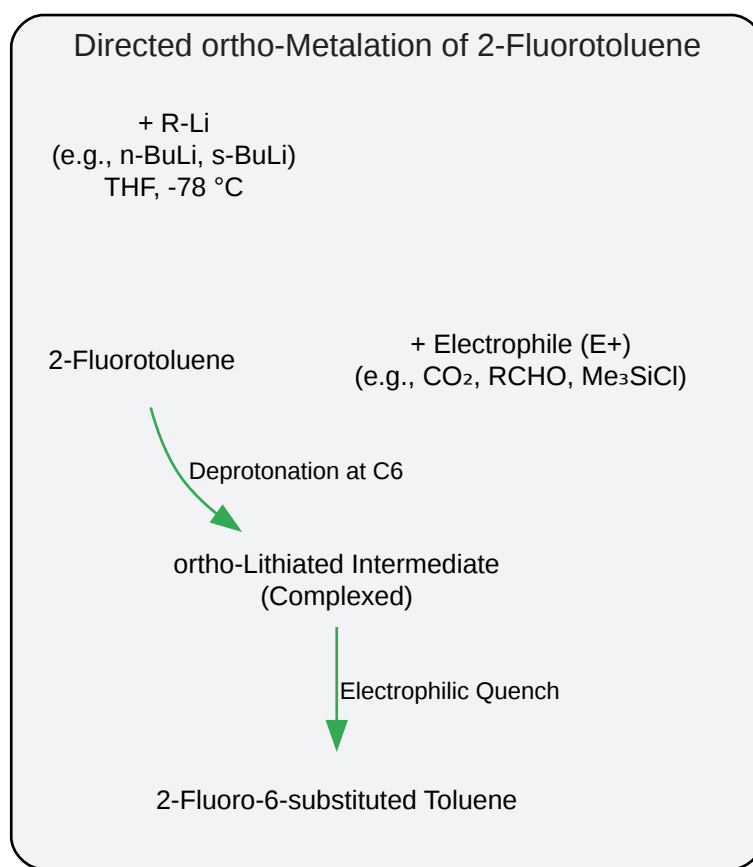 Directed ortho-Metalation of 2-Fluorotoluene
+ R-Li
(e.g., n-BuLi, s-BuLi)
THF, -78 °C
2-Fluorotoluene
+ Electrophile (E+)
(e.g., CO₂, RCHO, Me₃SiCl)
Deprotonation at C6
ortho-Lithiated Intermediate
(Complexed)
Electrophilic Quench
2-Fluoro-6-substituted Toluene